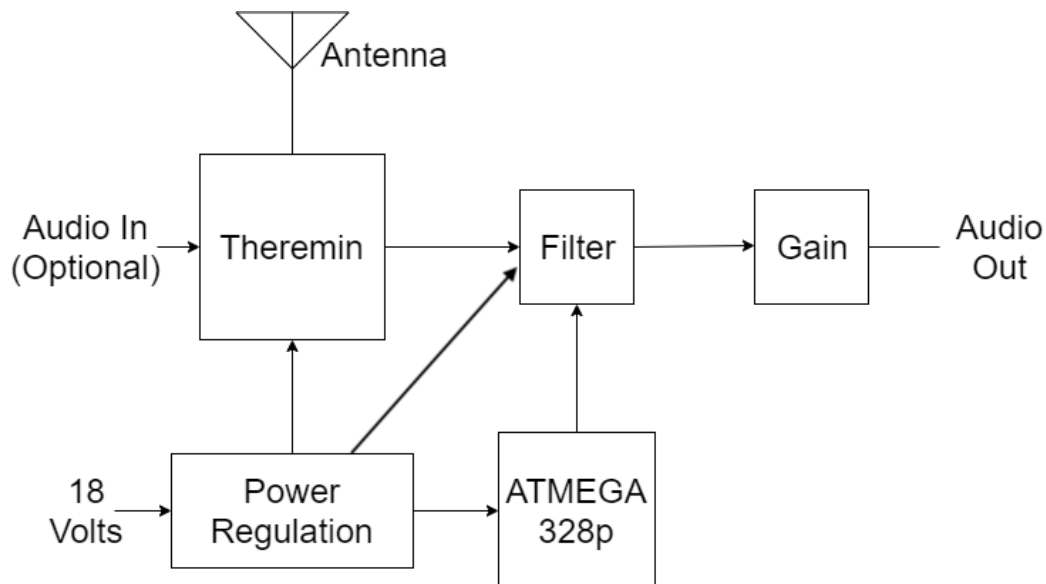 Antenna
Audio In
(Optional)
Theremin
Filter
Gain
Audio
Out
18
Volts
Power
Regulation
ATMEGA
328p